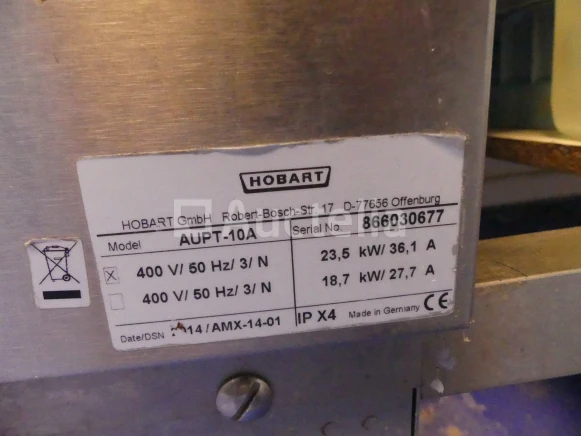 HOBART
HOBART GmbH Robert-Bosch-Str. 17 D-77656 Offenburg
Model AUPT-10A Serial No. 866030677
400 V/ 50 Hz/ 3/ N 23,5 kW/ 36,1 A
400 V/ 50 Hz/ 3/ N 18,7 kW/ 27,7 A
Date/DSN 14/AMX-14-01 IP X4 Made in Germany CE
Auctelia